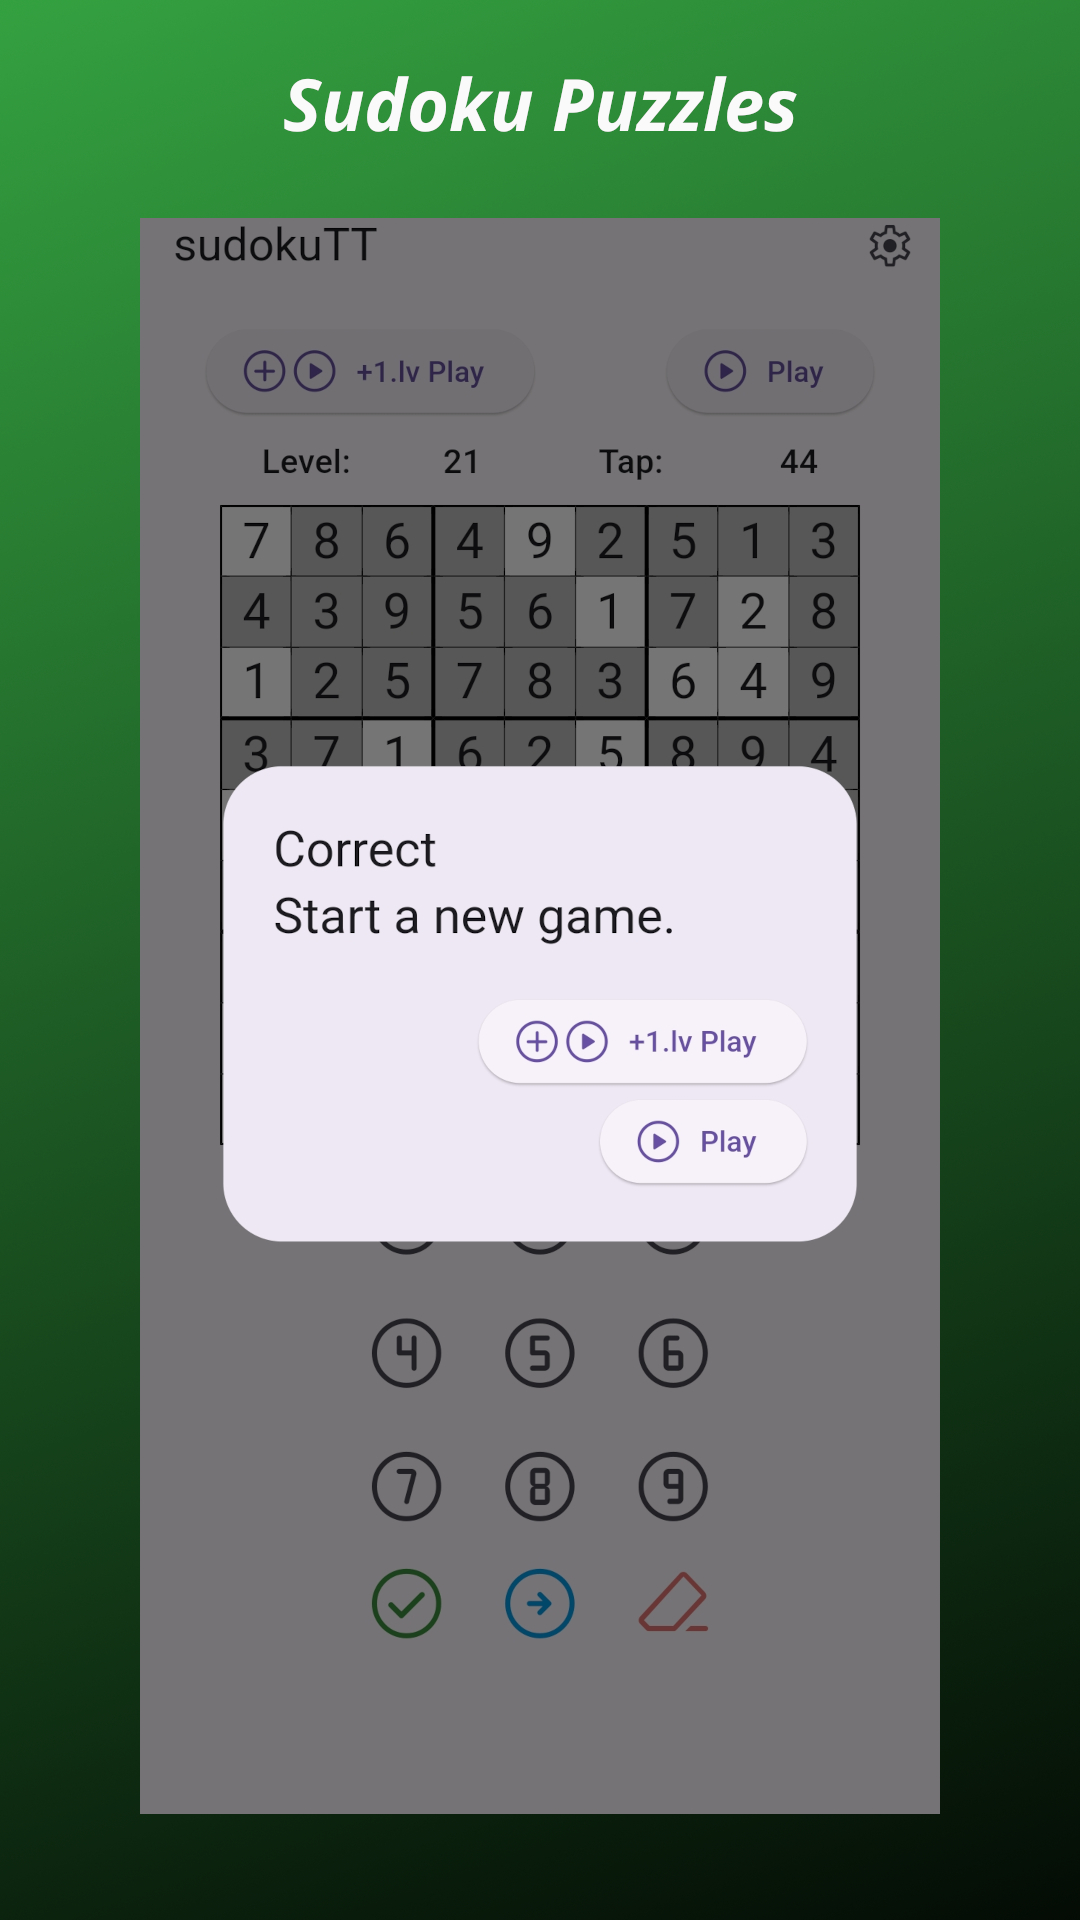 Sudoku Puzzles
sudokuTT
+1.lv Play Play
Level: 21 Tap: 44
7 8 6 4 9 2 5 1 3
4 3 9 5 6 1 7 2 8
1 2 5 7 8 3 6 4 9
3 7 1 6 2 5 8 9 4
Correct
Start a new game.
+1.lv Play
Play
4 5 6
7 8 9